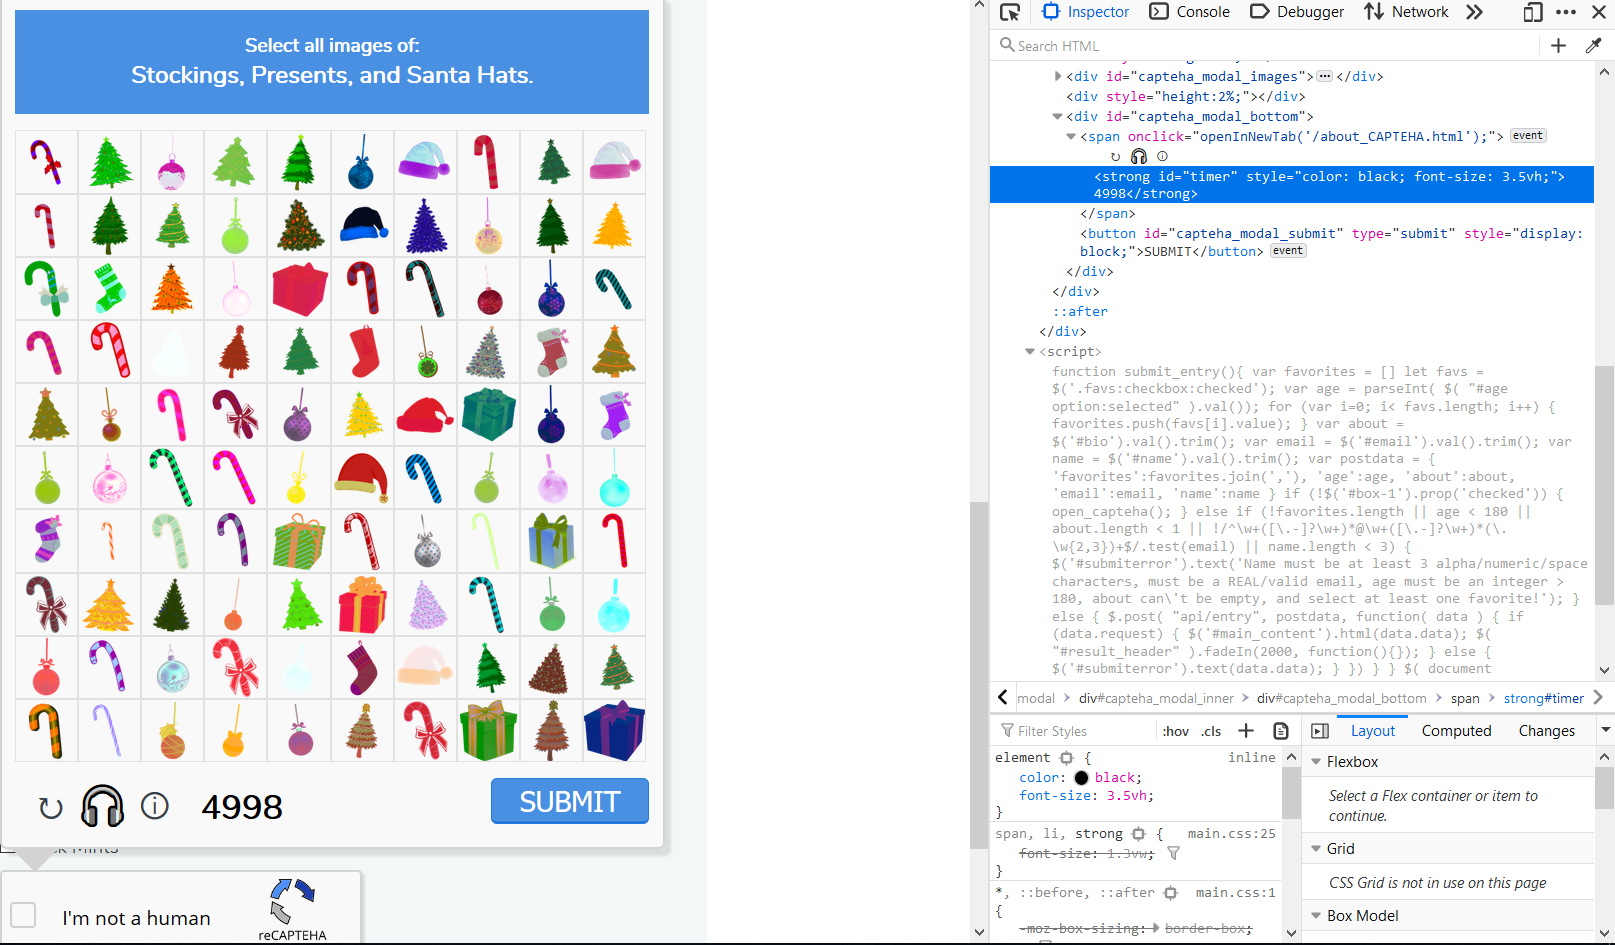 Select all images of:
Stockings, Presents, and Santa Hats.
4998
SUBMIT
I'm not a human
reCAPTEHA
Inspector
Console
Debugger
Network
Search HTML
<div id="capteha_modal_images"> </div>
<div style="height:2%;"></div>
<div id="capteha_modal_bottom">
<span onclick="openInNewTab('/about_CAPTEHA.html');"> event
<strong id="timer" style="color: black; font-size: 3.5vh;">
4998</strong>
</span>
<button id="capteha_modal_submit" type="submit" style="display:
block;">SUBMIT</button> event
</div>
</div>
::after
</div>
<script>
function submit_entry(){ var favorites = [] let favs =
$('.favs:checkbox:checked'); var age = parseInt( $( "#age
option:selected" ).val()); for (var i=0; i< favs.length; i++) {
favorites.push(favs[i].value); } var about =
$('#bio').val().trim(); var email = $('#email').val().trim(); var
name = $('#name').val().trim(); var postdata = {
'favorites':favorites.join(','), 'age':age, 'about':about,
'email':email, 'name':name } if (!$('#box-1').prop('checked')) {
open_capteha(); } else if (!favorites.length || age < 180 ||
about.length < 1 || !/^\w+([\.-]?\w+)*@\w+([\.-]?\w+)*(\.
\w{2,3})+$/.test(email) || name.length < 3) {
$('#submiterror').text('Name must be at least 3 alpha/numeric/space
characters, must be a REAL/valid email, age must be an integer >
180, about can\'t be empty, and select at least one favorite!'); }
else { $.post( "api/entry", postdata, function( data ) { if
(data.request) { $('#main_content').html(data.data); $(
"#result_header" ).fadeIn(2000, function(){}); } else {
$('#submiterror').text(data.data); } }) } } $( document
modal > div#capteha_modal_inner > div#capteha_modal_bottom > span > strong#timer
Filter Styles
:hov .cls +
Layout
Computed
Changes
element {
inline
color: black;
font-size: 3.5vh;
}
span, li, strong {
main.css:25
font-size: 1.3vw;
}
*, ::before, ::after
main.css:1
{
-moz-box-sizing: border-box;
Flexbox
Select a Flex container or item to
continue.
Grid
CSS Grid is not in use on this page
Box Model